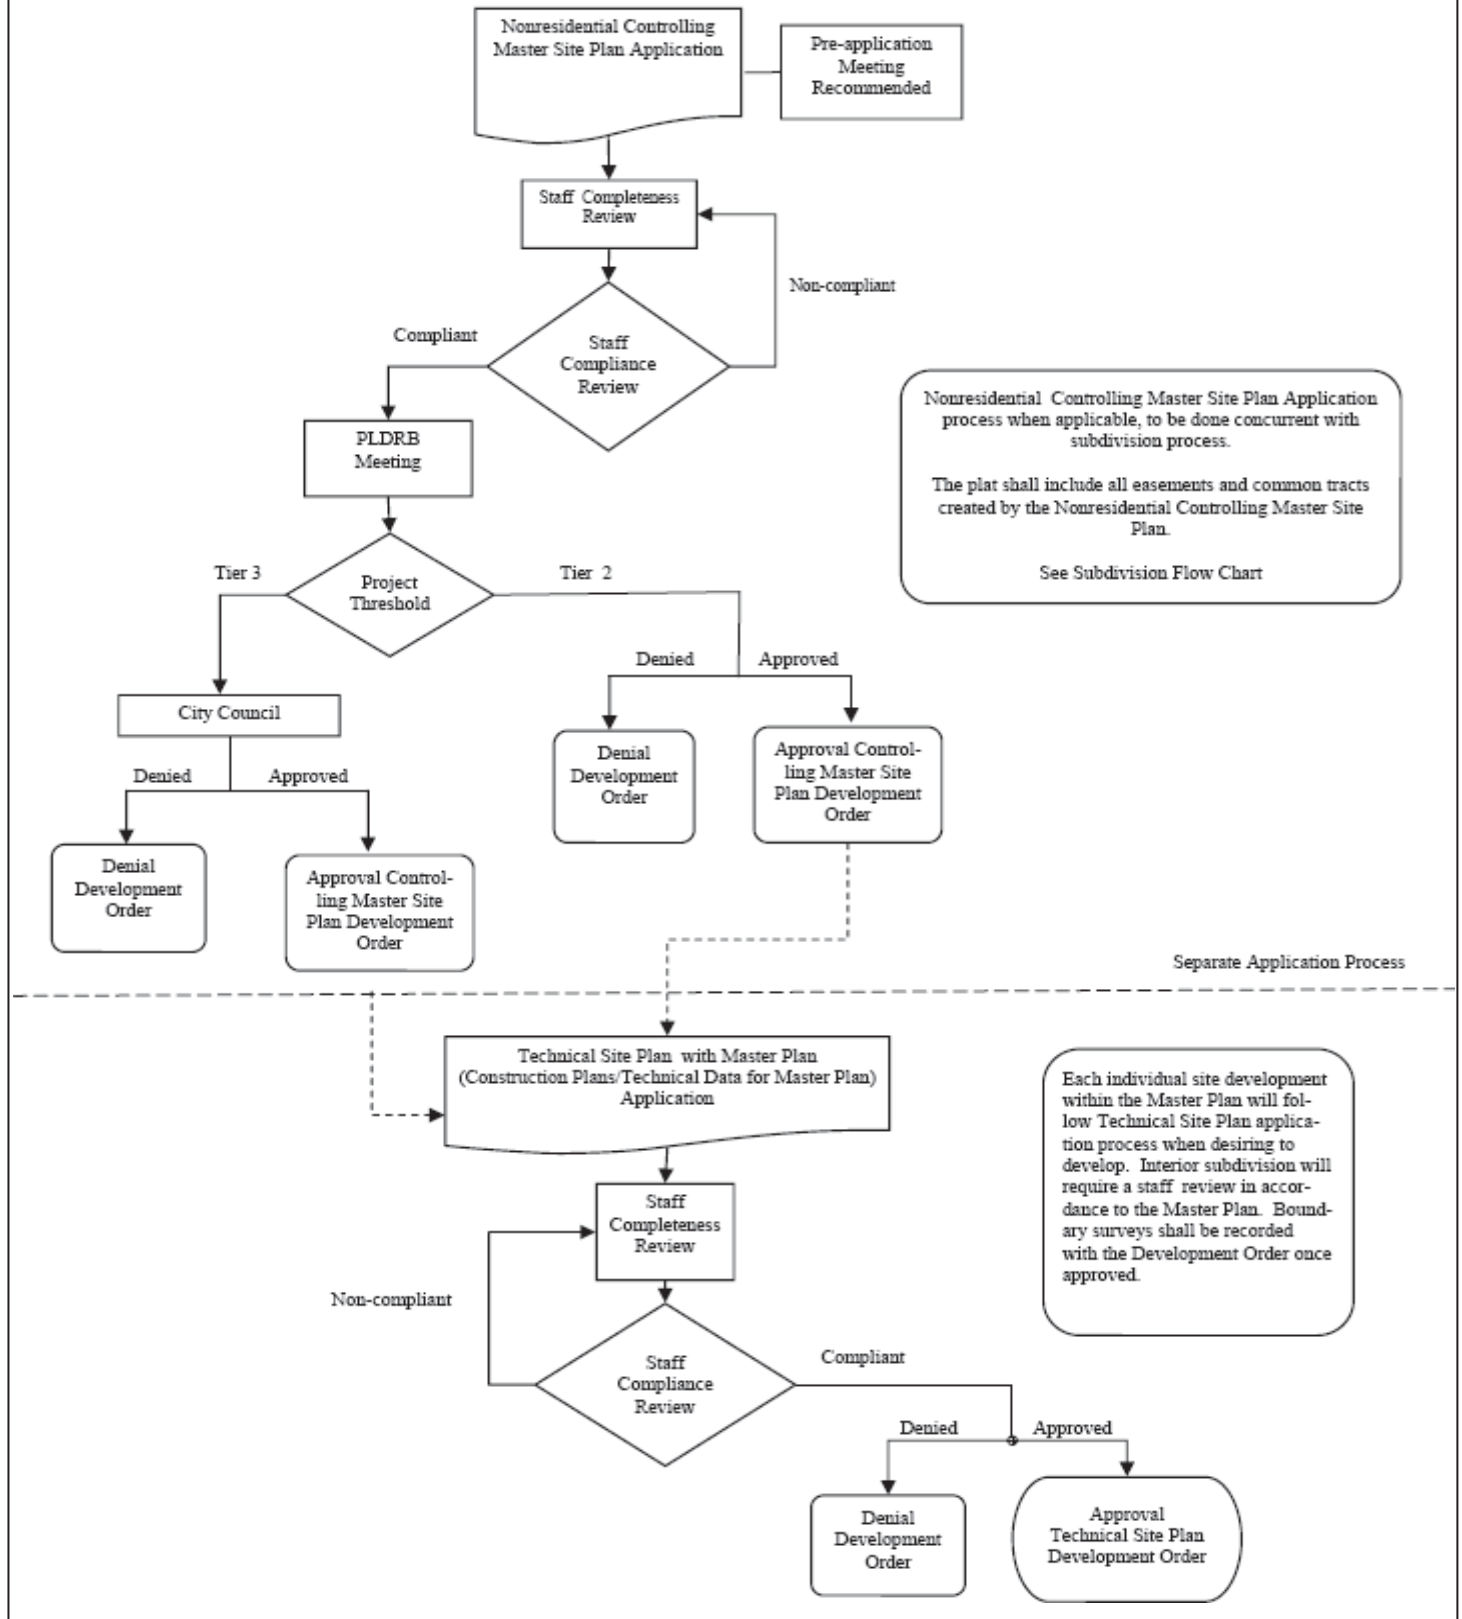 Nonresidential Controlling
Master Site Plan Application
Pre-application
Meeting
Recommended
Staff Completeness
Review
Non-compliant
Compliant
Staff
Compliance
Review
Nonresidential Controlling Master Site Plan Application
process when applicable, to be done concurrent with
subdivision process.
The plat shall include all easements and common tracts
created by the Nonresidential Controlling Master Site
Plan.
See Subdivision Flow Chart
PLDRB
Meeting
Tier 3
Project
Threshold
Tier 2
Denied
Approved
City Council
Denial
Development
Order
Approval Control-
ling Master Site
Plan Development
Order
Denied
Approved
Denial
Development
Order
Approval Control-
ling Master Site
Plan Development
Order
Separate Application Process
Technical Site Plan with Master Plan
(Construction Plans/Technical Data for Master Plan)
Application
Each individual site development
within the Master Plan will fol-
low Technical Site Plan applica-
tion process when desiring to
develop. Interior subdivision will
require a staff review in accor-
dance to the Master Plan. Bound-
ary surveys shall be recorded
with the Development Order once
approved.
Staff
Completeness
Review
Non-compliant
Staff
Compliance
Review
Compliant
Denied
Approved
Denial
Development
Order
Approval
Technical Site Plan
Development Order